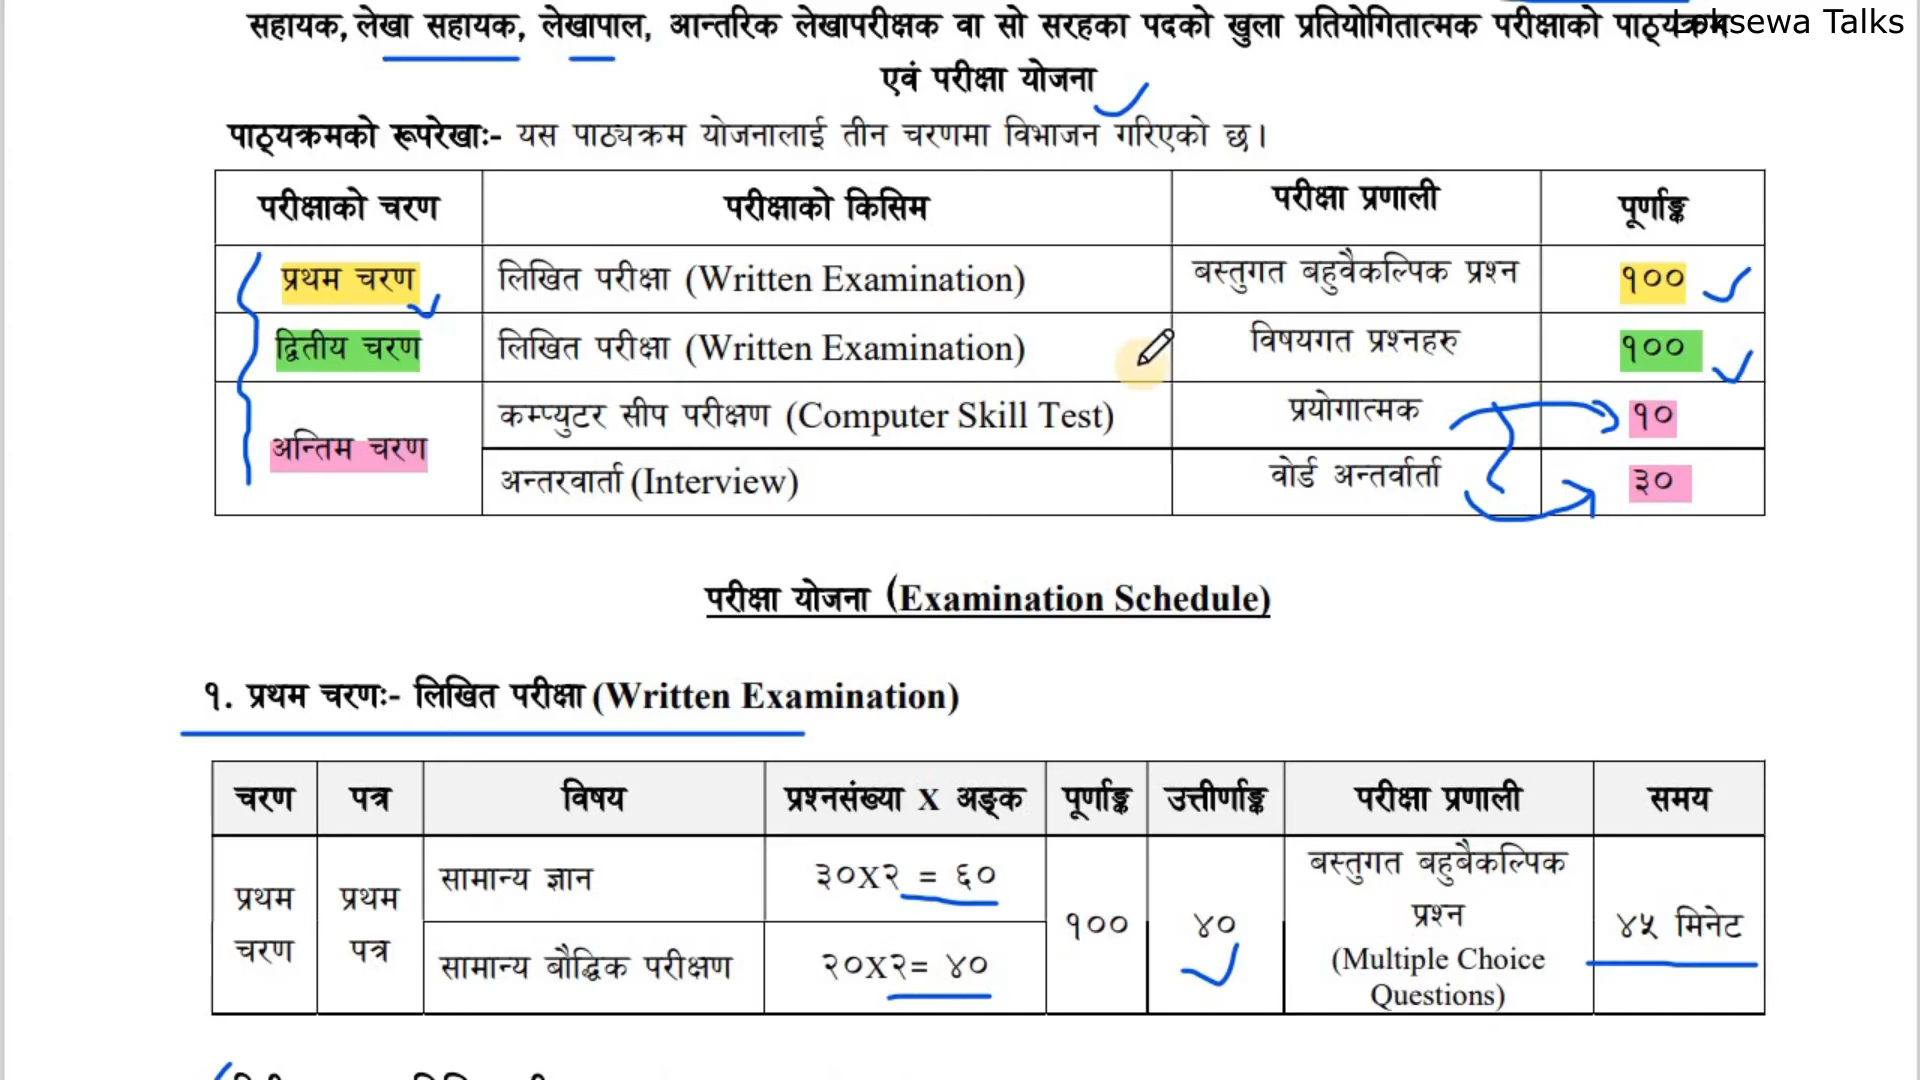 Loksewa Talks
सहायक, लेखा सहायक, लेखापाल, आन्तरिक लेखापरीक्षक वा सो सरहका पदको खुला प्रतियोगितात्मक परीक्षाको पाठ्यक्रम
एवं परीक्षा योजना
पाठ्यक्रमको रूपरेखाः- यस पाठ्यक्रम योजनालाई तीन चरणमा विभाजन गरिएको छ।
परीक्षाको चरण परीक्षाको किसिम परीक्षा प्रणाली पूर्णाङ्क
प्रथम चरण लिखित परीक्षा (Written Examination) बस्तुगत बहुवैकल्पिक प्रश्न १००
द्वितीय चरण लिखित परीक्षा (Written Examination) विषयगत प्रश्नहरु १००
अन्तिम चरण
कम्प्युटर सीप परीक्षण (Computer Skill Test) प्रयोगात्मक १०
अन्तरवार्ता (Interview) वोर्ड अन्तर्वार्ता ३०
परीक्षा योजना (Examination Schedule)
१. प्रथम चरणः- लिखित परीक्षा (Written Examination)
चरण पत्र विषय प्रश्नसंख्या X अङ्क पूर्णाङ्क उत्तीर्णाङ्क परीक्षा प्रणाली समय
प्रथम
चरण
प्रथम
पत्र
सामान्य ज्ञान ३०X२ = ६०
सामान्य बौद्धिक परीक्षण २०X२= ४०
१००
४०
बस्तुगत बहुबैकल्पिक
प्रश्न
(Multiple Choice
Questions)
४५ मिनेट